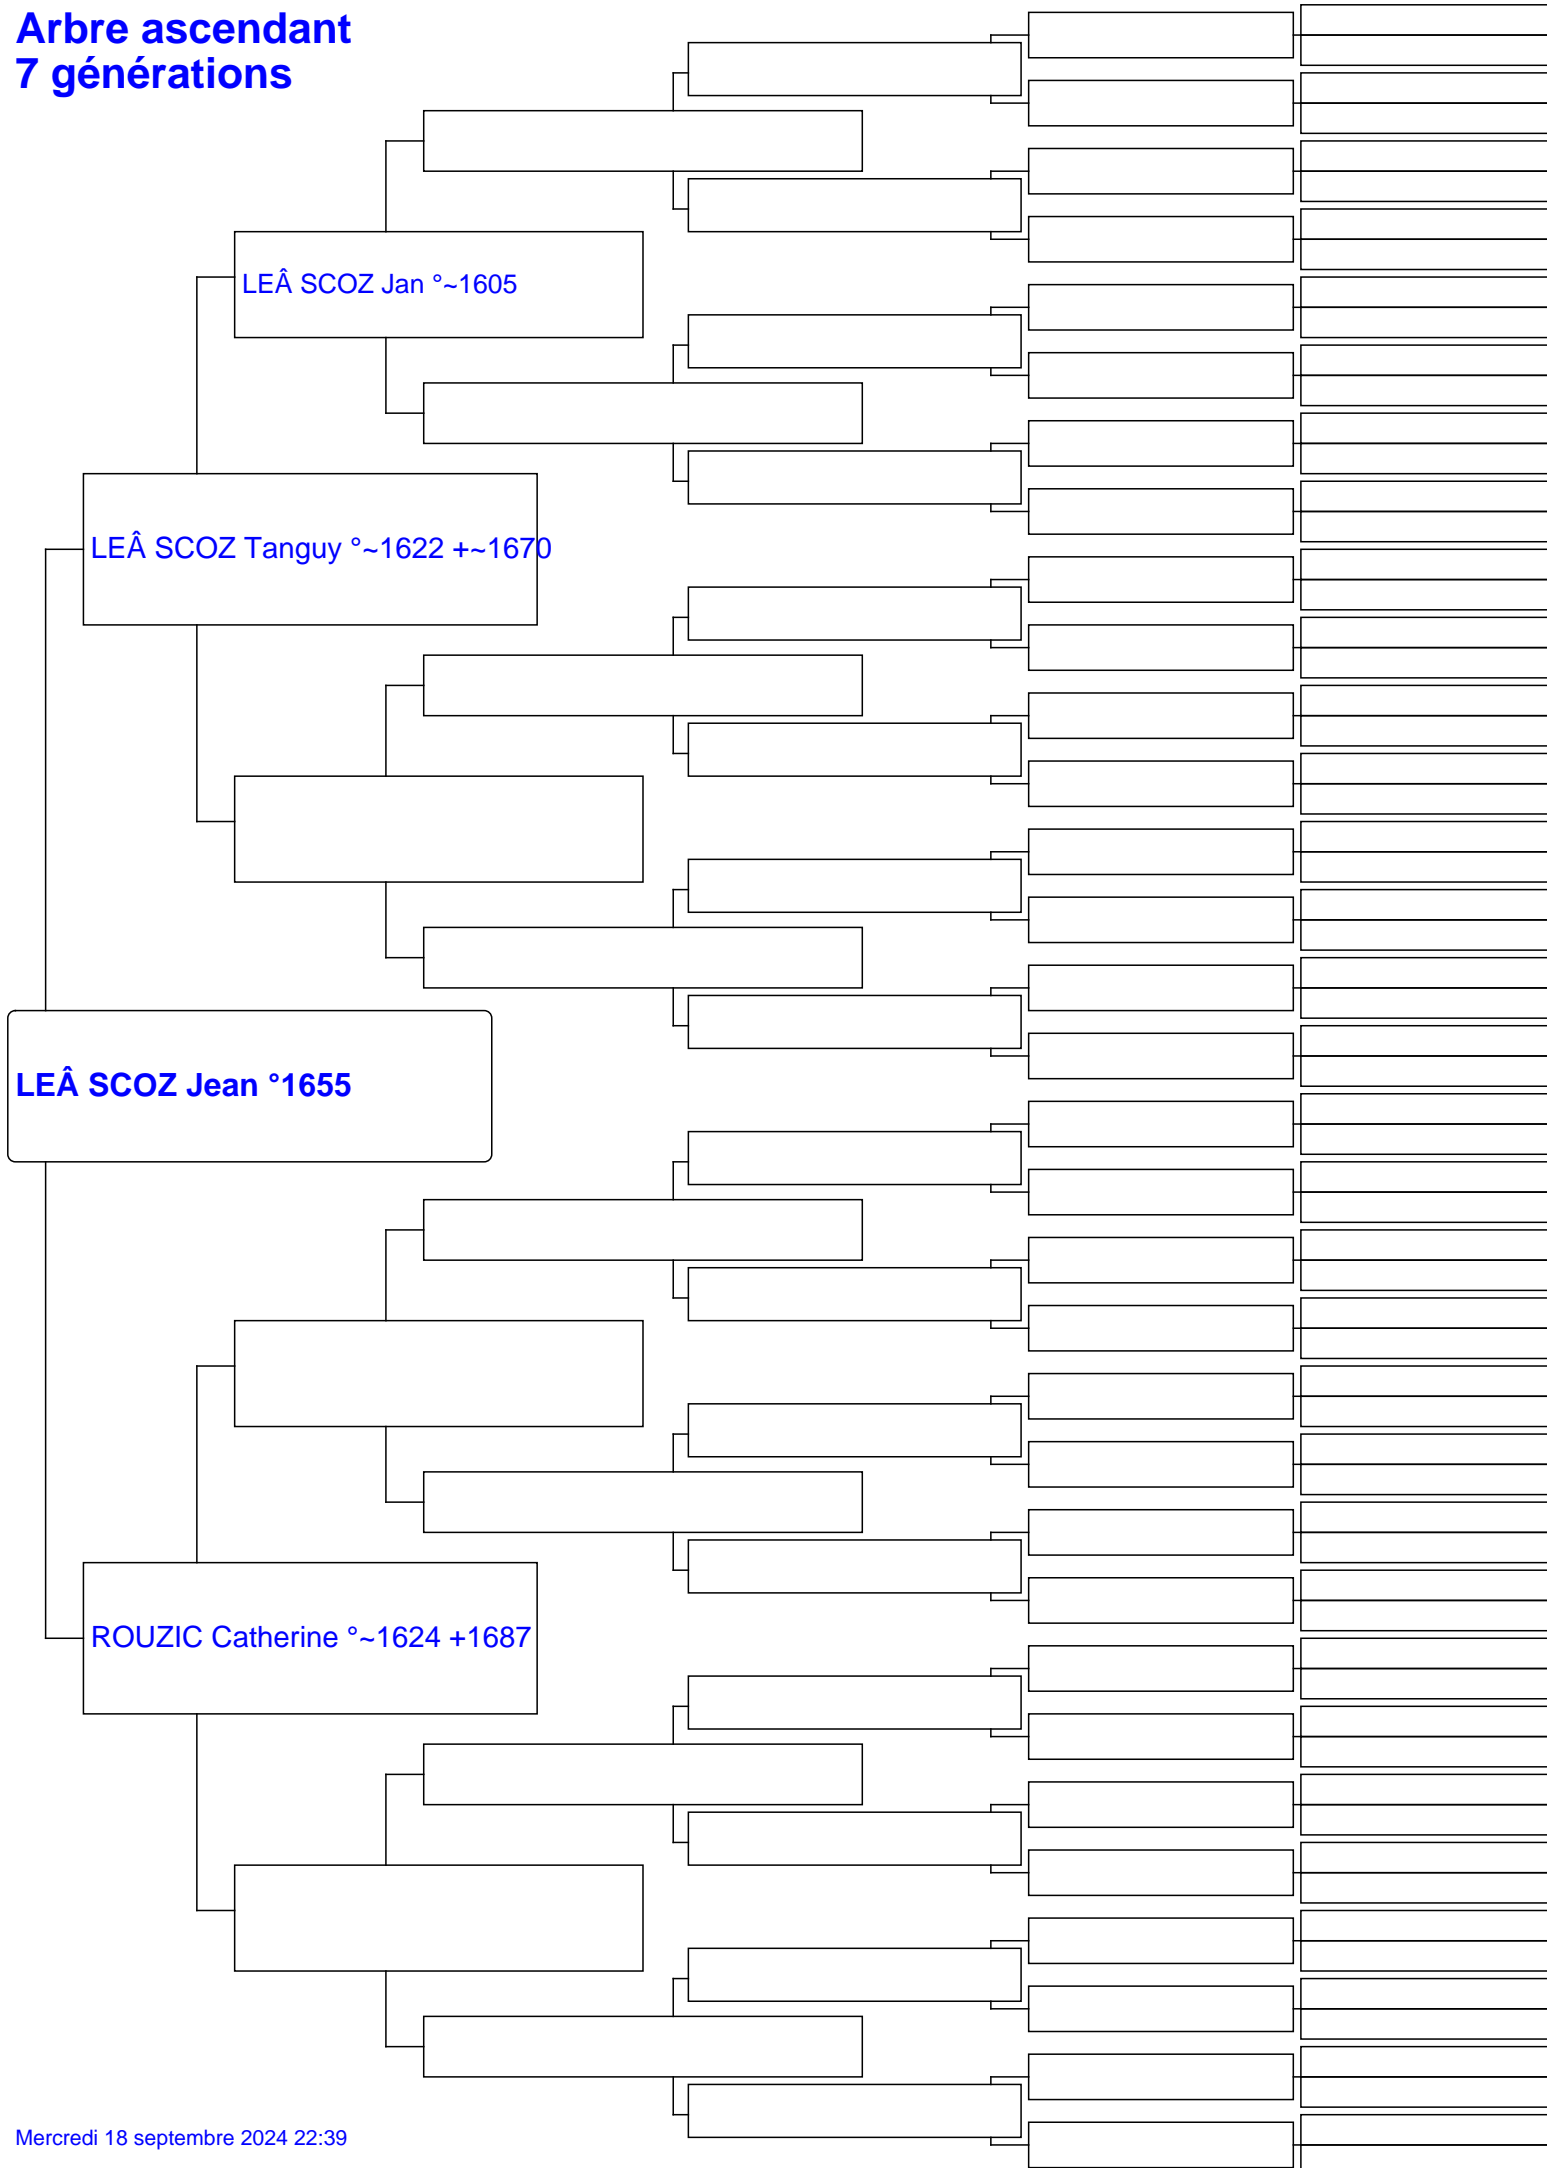 Arbre ascendant
7 générations
LEÂ SCOZ Jan °~1605
LEÂ SCOZ Tanguy °~1622 +~1670
LEÂ SCOZ Jean °1655
ROUZIC Catherine °~1624 +1687
Mercredi 18 septembre 2024 22:39